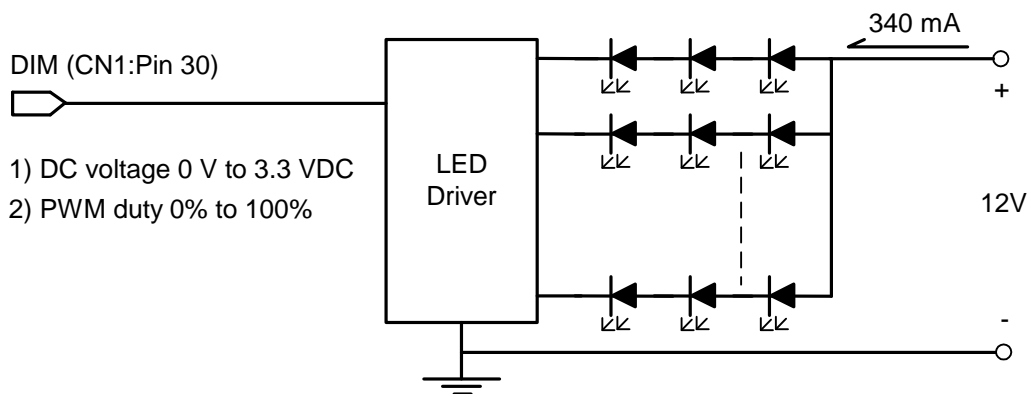 340 mA
DIM (CN1:Pin 30)
+
1) DC voltage 0 V to 3.3 VDC
2) PWM duty 0% to 100%
LED
Driver
12V
-